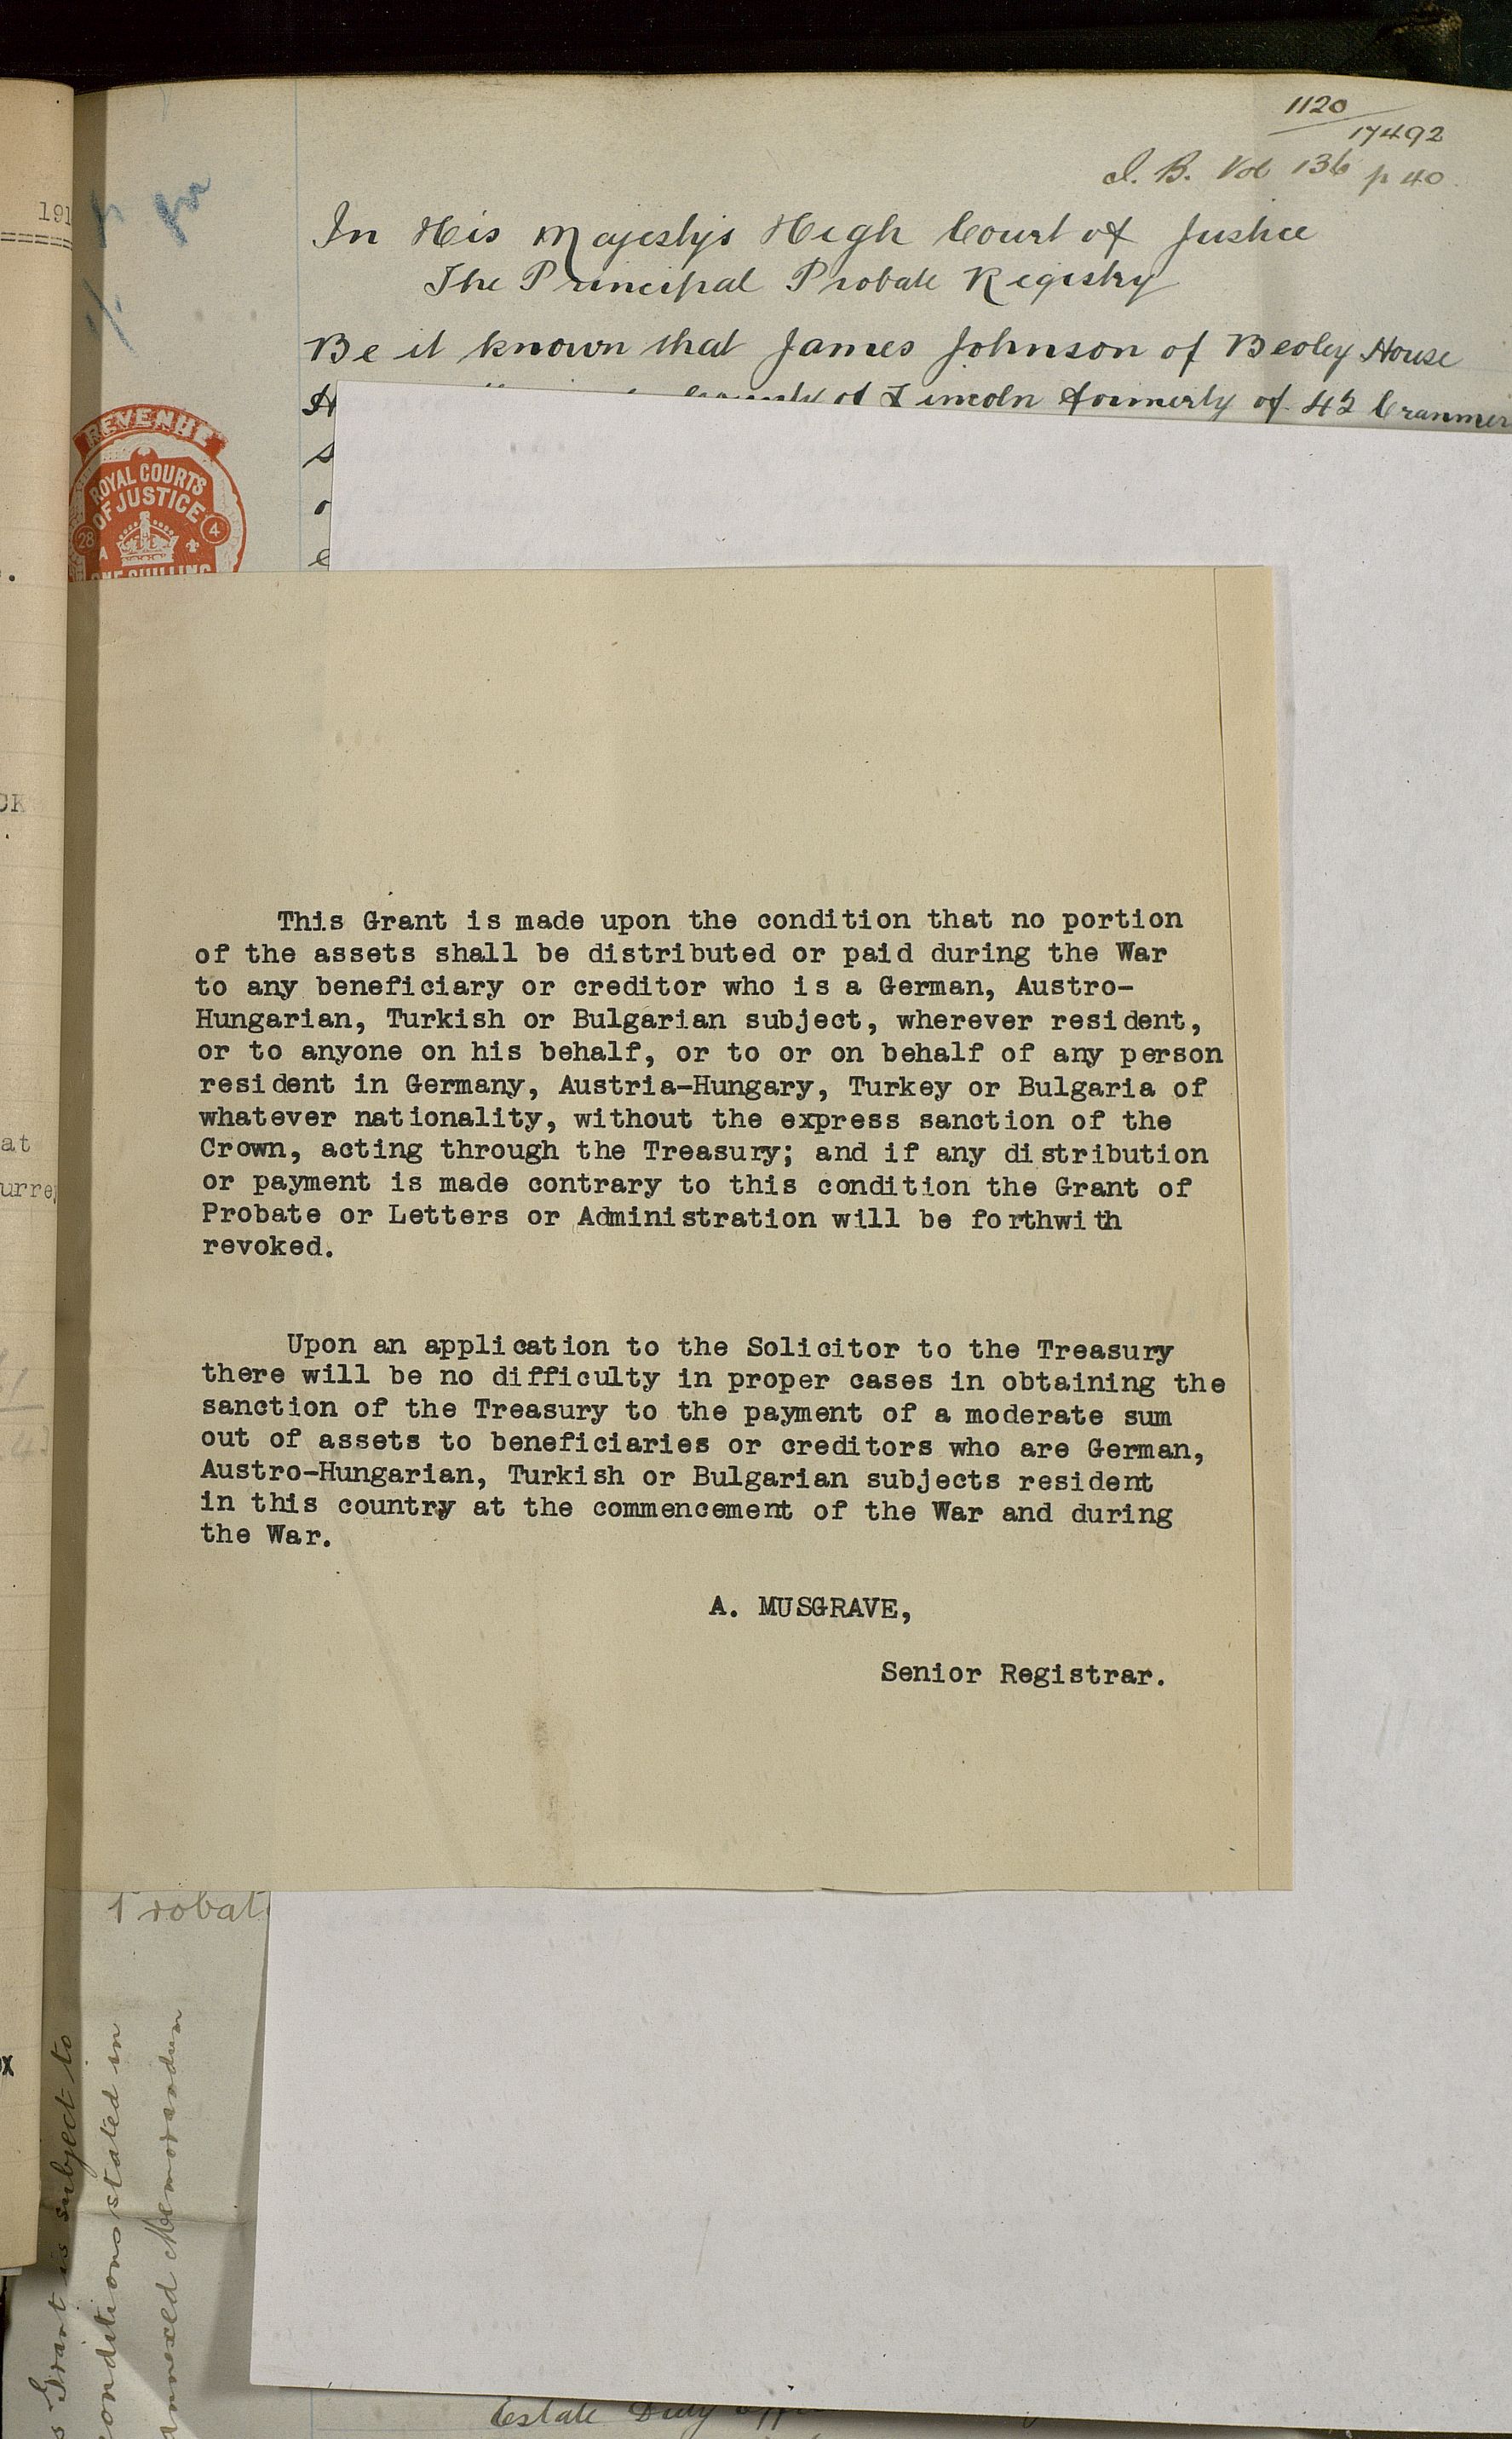 1120
17492
I. B. Vol 136 p 40
In His Majestys High Court of Justice
The Principal Probate Registry
Be it known that James Johnson of Beoley House
County of Lincoln formerly of 42 Cranmer
REVENUE
ROYAL COURTS
OF JUSTICE
28
4
A
ONE SHILLING
191
This Grant is made upon the condition that no portion
of the assets shall be distributed or paid during the War
to any beneficiary or creditor who is a German, Austro-
Hungarian, Turkish or Bulgarian subject, wherever resident,
or to anyone on his behalf, or to or on behalf of any person
resident in Germany, Austria-Hungary, Turkey or Bulgaria of
whatever nationality, without the express sanction of the
Crown, acting through the Treasury; and if any distribution
or payment is made contrary to this condition the Grant of
Probate or Letters or Administration will be forthwith
revoked.
Upon an application to the Solicitor to the Treasury
there will be no difficulty in proper cases in obtaining the
sanction of the Treasury to the payment of a moderate sum
out of assets to beneficiaries or creditors who are German,
Austro-Hungarian, Turkish or Bulgarian subjects resident
in this country at the commencement of the War and during
the War.
A. MUSGRAVE,
Senior Registrar.
Grant is subject to
conditions stated in
annexed Memorandum
Estate Duty